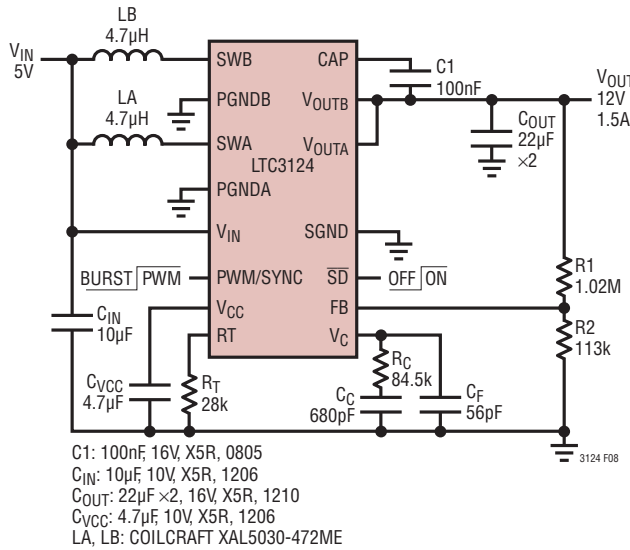 LB
4.7µH
VIN
5V
LA
4.7µH
SWB
PGNDB
SWA
PGNDA
VIN
PWM/SYNC
VCC
RT
LTC3124
CAP
VOUTB
VOUTA
SGND
SD
FB
VC
C1
100nF
VOUT
12V
1.5A
COUT
22µF
×2
BURST PWM
OFF ON
R1
1.02M
R2
113k
CIN
10µF
CVCC
4.7µF
RT
28k
RC
84.5k
CC
680pF
CF
56pF
3124 F08
C1: 100nF, 16V, X5R, 0805
CIN: 10µF, 10V, X5R, 1206
COUT: 22µF ×2, 16V, X5R, 1210
CVCC: 4.7µF, 10V, X5R, 1206
LA, LB: COILCRAFT XAL5030-472ME